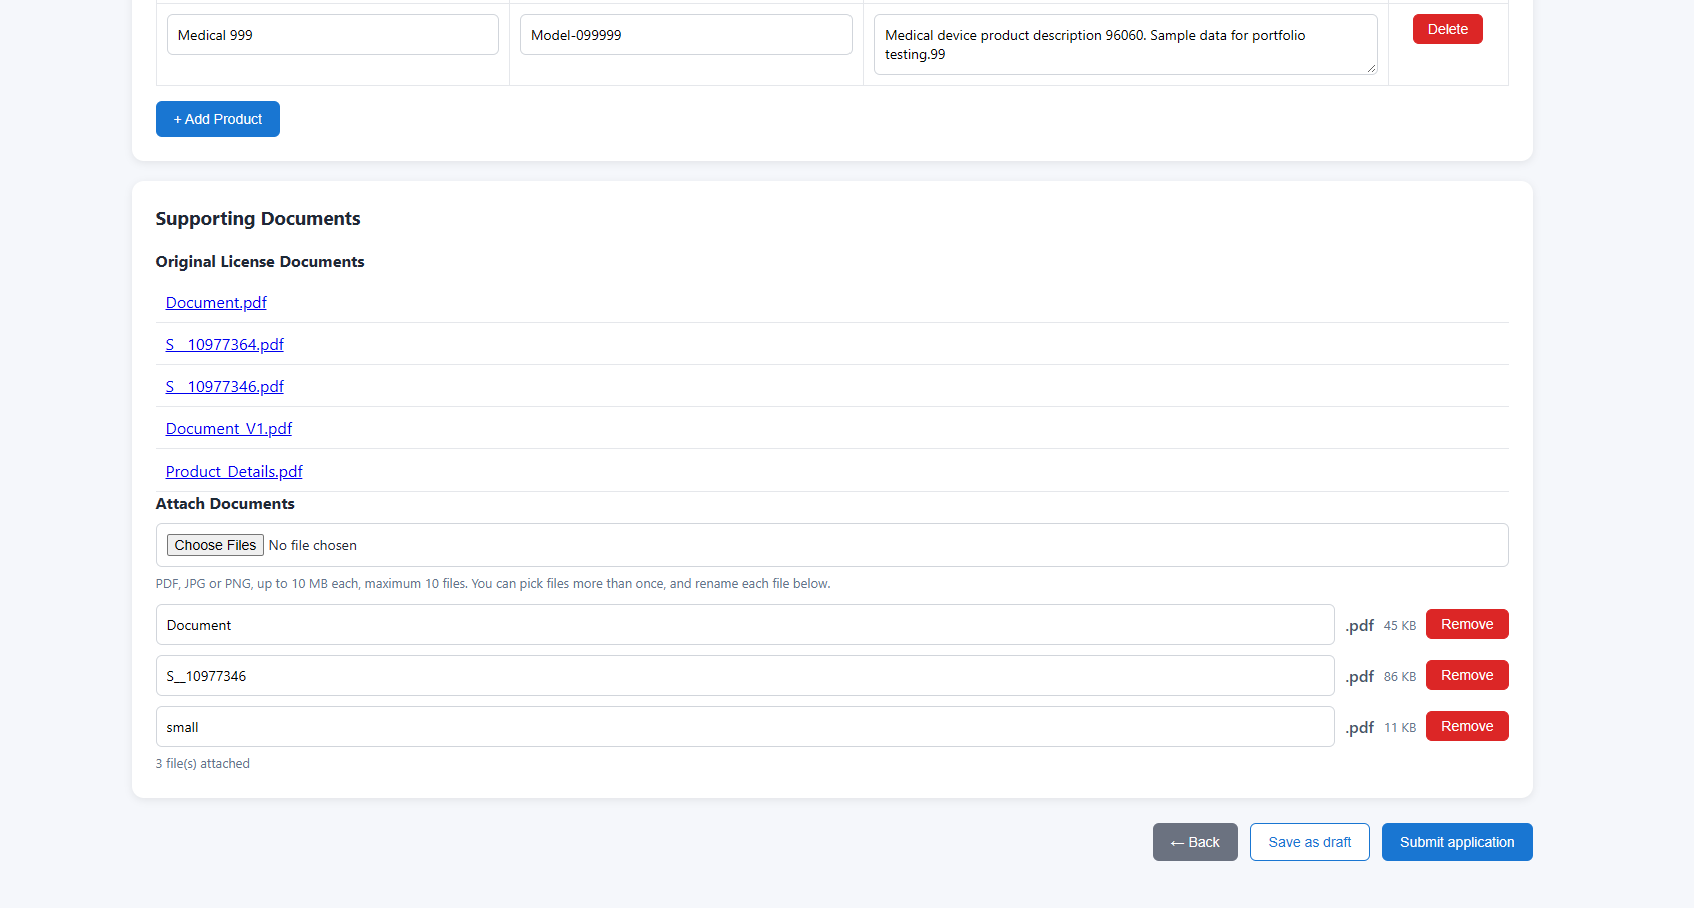 Medical 999
Model-099999
Medical device product description 96060. Sample data for portfolio
testing.99
Delete
+ Add Product
Supporting Documents
Original License Documents
Document.pdf
S__10977364.pdf
S__10977346.pdf
Document_V1.pdf
Product_Details.pdf
Attach Documents
Choose Files No file chosen
PDF, JPG or PNG, up to 10 MB each, maximum 10 files. You can pick files more than once, and rename each file below.
Document .pdf 45 KB Remove
S__10977346 .pdf 86 KB Remove
small .pdf 11 KB Remove
3 file(s) attached
← Back Save as draft Submit application